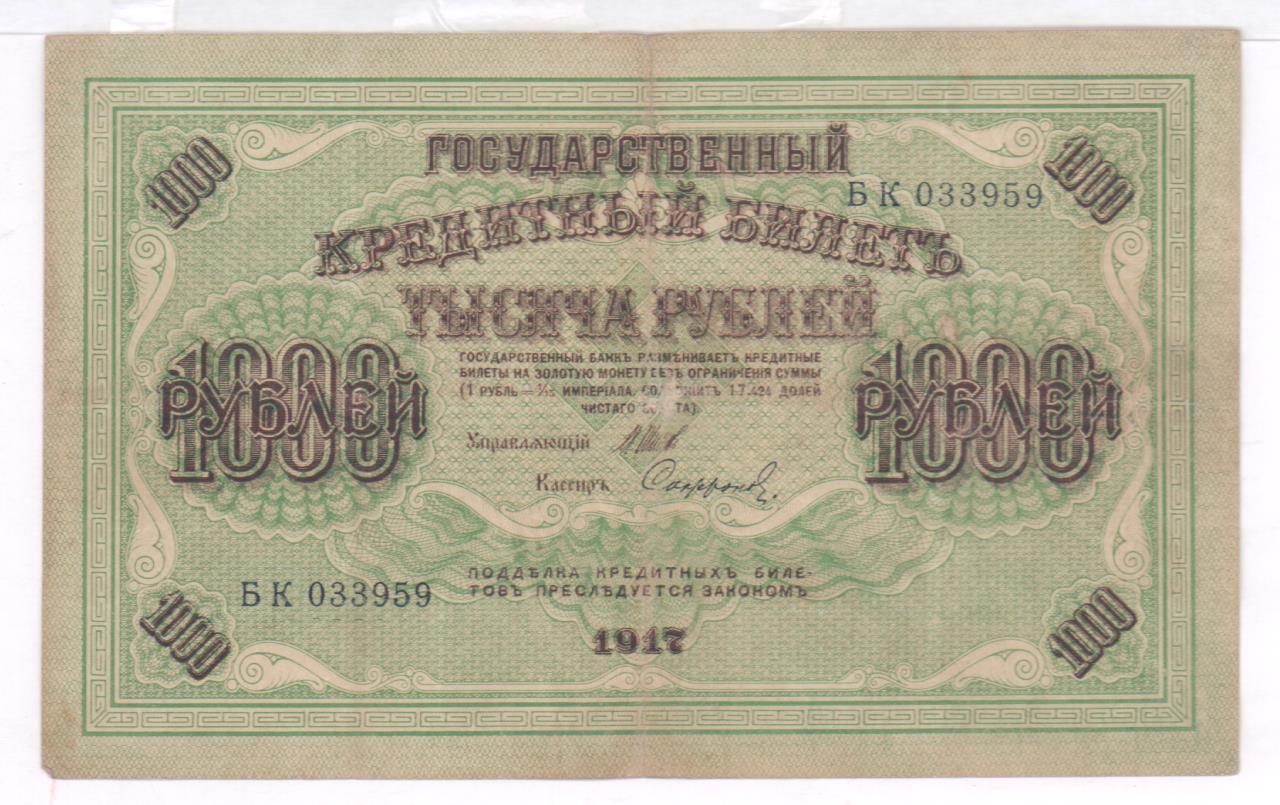 1000
1000
ГОСУДАРСТВЕННЫЙ
БК 033959
КРЕДИТНЫЙ БИЛЕТЪ
ТЫСЯЧА РУБЛЕЙ
1000
РУБЛЕЙ
1000
РУБЛЕЙ
ГОСУДАРСТВЕННЫЙ БАНКЪ РАЗМѢНИВАЕТЪ КРЕДИТНЫЕ
БИЛЕТЫ НА ЗОЛОТУЮ МОНЕТУ БЕЗЪ ОГРАНИЧЕНІЯ СУММЫ
(1 РУБЛЬ = 1/15 ИМПЕРІАЛА, СОДЕРЖИТЪ 17,424 ДОЛЕЙ
ЧИСТАГО ЗОЛОТА).
Управляющій
Кассиръ Сафронов
БК 033959
ПОДДѢЛКА КРЕДИТНЫХЪ БИЛЕ-
ТОВЪ ПРЕСЛѢДУЕТСЯ ЗАКОНОМЪ
1917
1000
1000